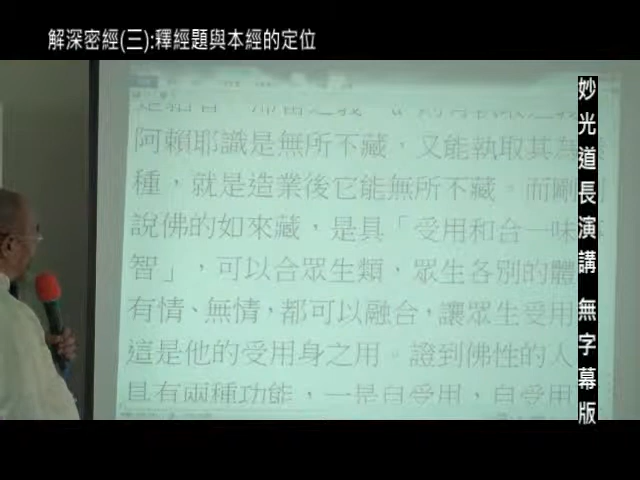 解深密經(三):釋經題與本經的定位
阿賴耶識是無所不藏，又能執取其為
種，就是造業後它能無所不藏。而剛
說佛的如來藏，是具「受用和合一味
智」，可以合眾生類，眾生各別的體
有情、無情，都可以融合，讓眾生受用
這是他的受用身之用。證到佛性的人
具有兩種功能，一是自受用，自受用
妙光道長演講 無字幕版